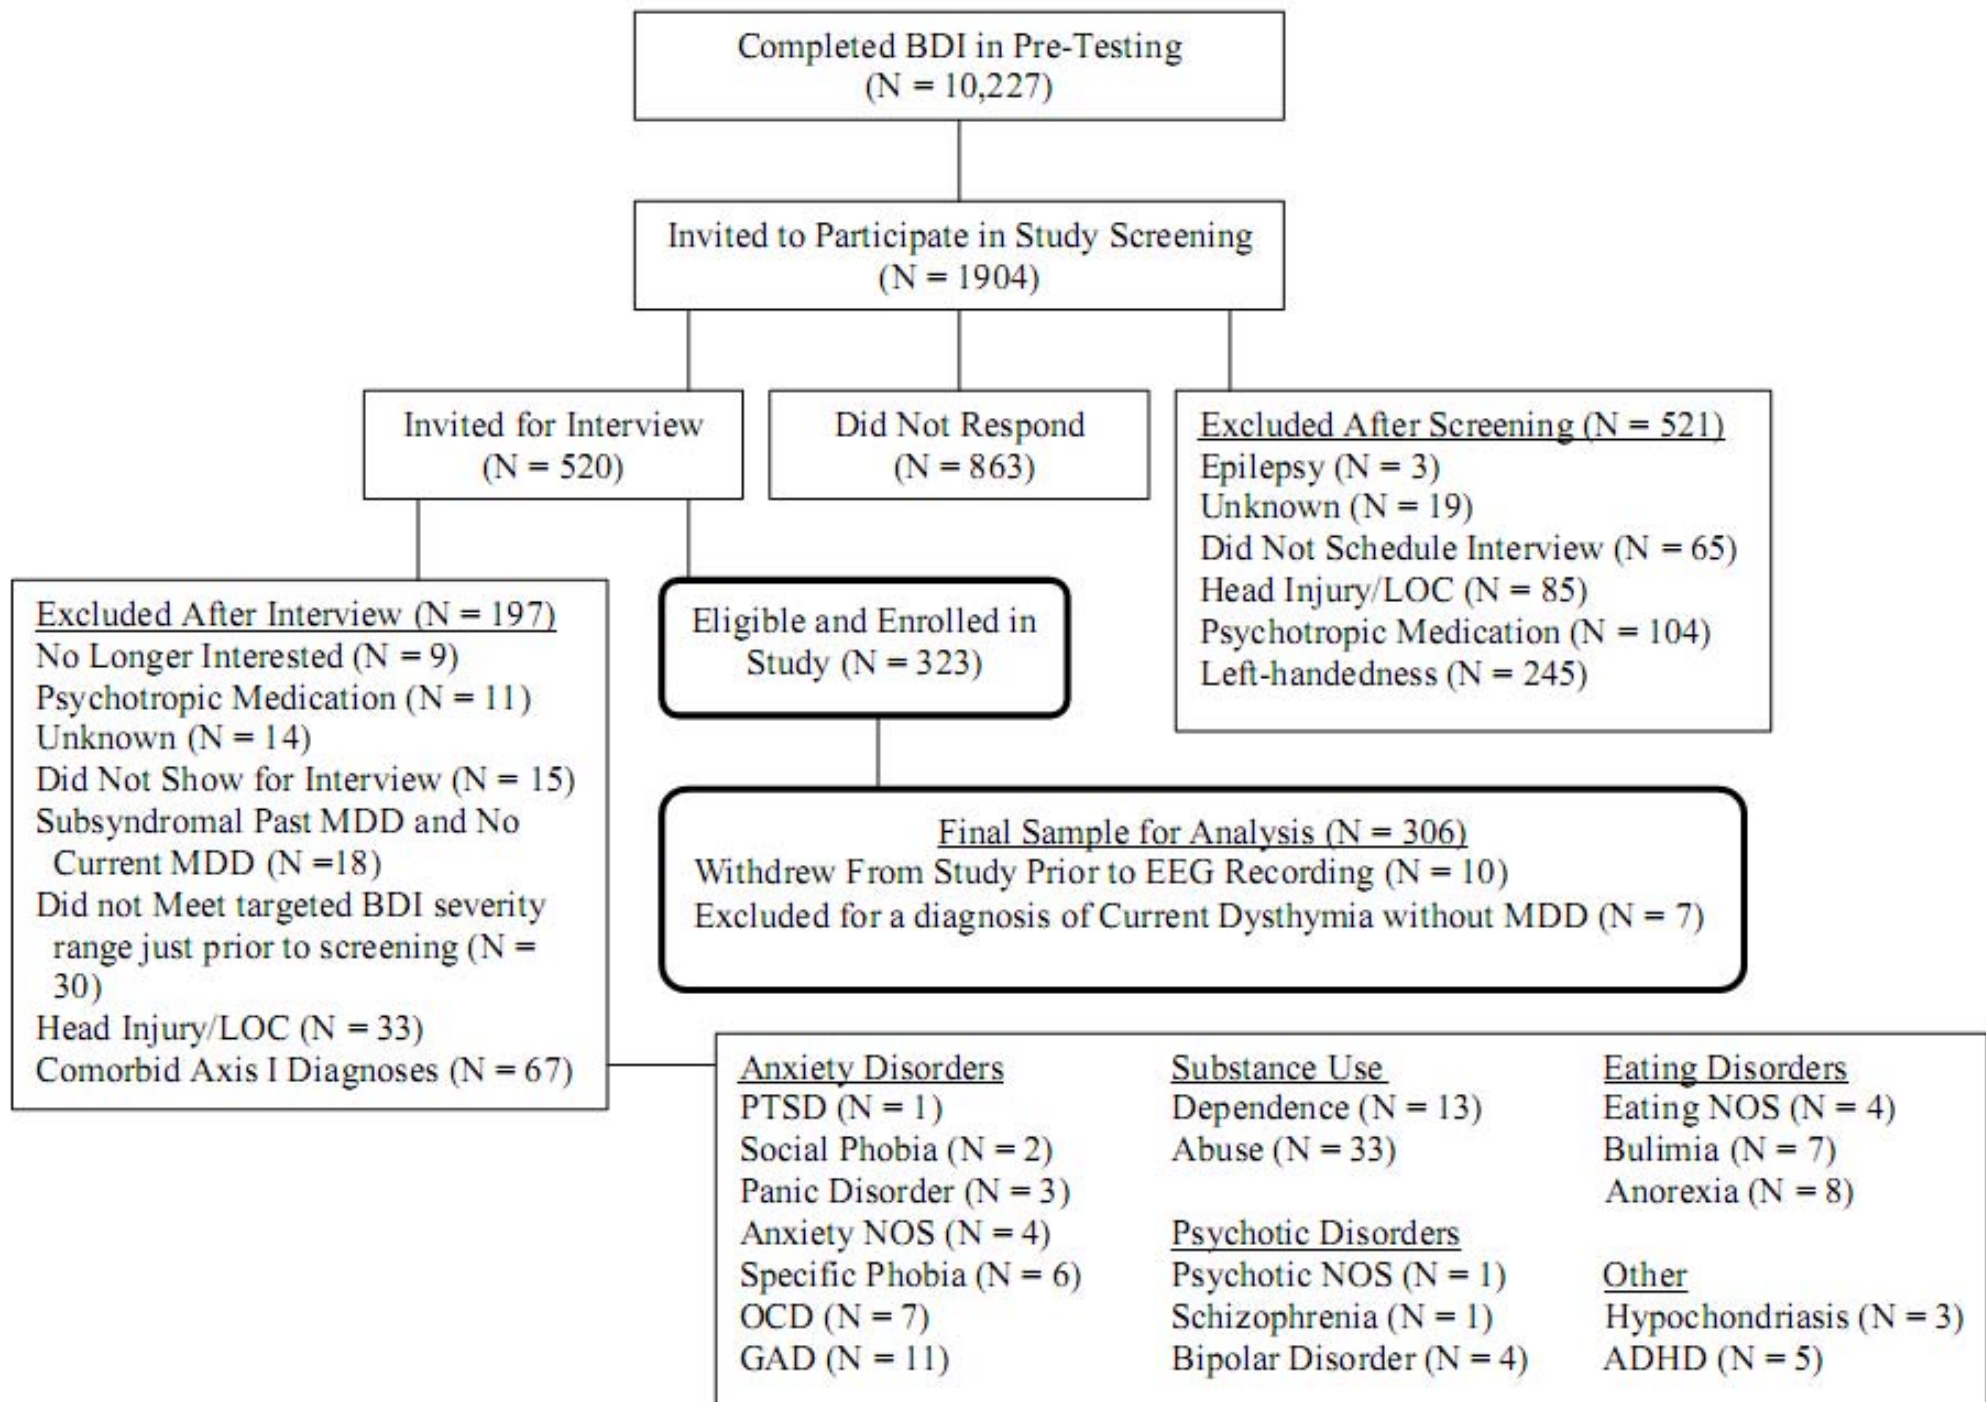 Completed BDI in Pre-Testing
(N = 10,227)
Invited to Participate in Study Screening
(N = 1904)
Invited for Interview
(N = 520)
Did Not Respond
(N = 863)
Excluded After Screening (N = 521)
Epilepsy (N = 3)
Unknown (N = 19)
Did Not Schedule Interview (N = 65)
Head Injury/LOC (N = 85)
Psychotropic Medication (N = 104)
Left-handedness (N = 245)
Excluded After Interview (N = 197)
No Longer Interested (N = 9)
Psychotropic Medication (N = 11)
Unknown (N = 14)
Did Not Show for Interview (N = 15)
Subsyndromal Past MDD and No
Current MDD (N =18)
Did not Meet targeted BDI severity
range just prior to screening (N =
30)
Head Injury/LOC (N = 33)
Comorbid Axis I Diagnoses (N = 67)
Eligible and Enrolled in
Study (N = 323)
Final Sample for Analysis (N = 306)
Withdrew From Study Prior to EEG Recording (N = 10)
Excluded for a diagnosis of Current Dysthymia without MDD (N = 7)
Anxiety Disorders
PTSD (N = 1)
Social Phobia (N = 2)
Panic Disorder (N = 3)
Anxiety NOS (N = 4)
Specific Phobia (N = 6)
OCD (N = 7)
GAD (N = 11)
Substance Use
Dependence (N = 13)
Abuse (N = 33)
Psychotic Disorders
Psychotic NOS (N = 1)
Schizophrenia (N = 1)
Bipolar Disorder (N = 4)
Eating Disorders
Eating NOS (N = 4)
Bulimia (N = 7)
Anorexia (N = 8)
Other
Hypochondriasis (N = 3)
ADHD (N = 5)